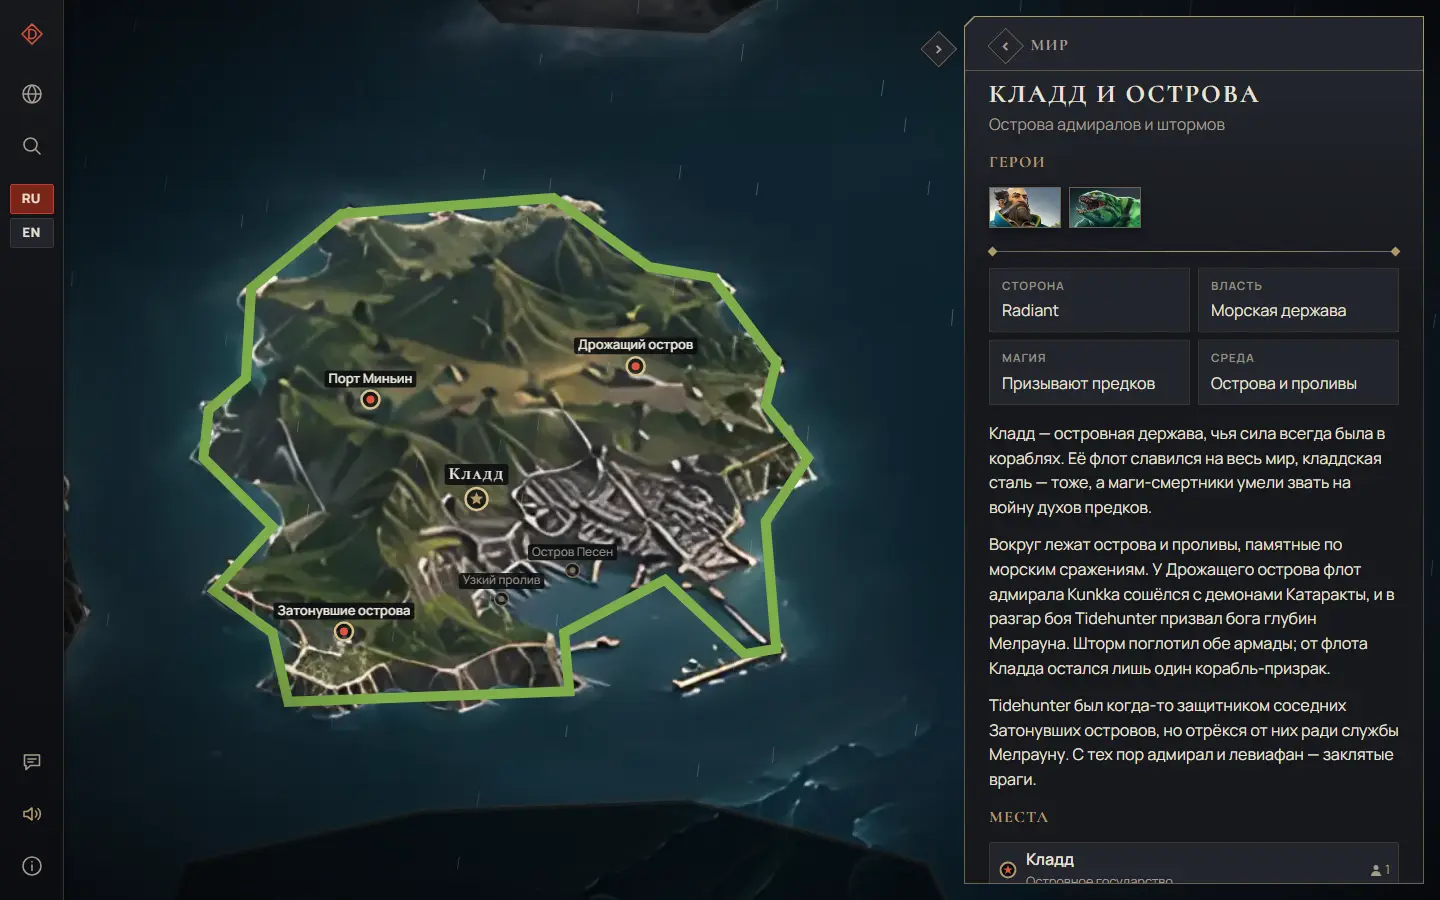 МИР
КЛАДД И ОСТРОВА
Острова адмиралов и штормов
ГЕРОИ
СТОРОНА
Radiant
ВЛАСТЬ
Морская держава
МАГИЯ
Призывают предков
СРЕДА
Острова и проливы
Кладд — островная держава, чья сила всегда была в
кораблях. Её флот славился на весь мир, кладдская
сталь — тоже, а маги-смертники умели звать на
войну духов предков.
Вокруг лежат острова и проливы, памятные по
морским сражениям. У Дрожащего острова флот
адмирала Kunkka сошёлся с демонами Катаракты, и в
разгар боя Tidehunter призвал бога глубин
Мелрауна. Шторм поглотил обе армады; от флота
Кладда остался лишь один корабль-призрак.
Tidehunter был когда-то защитником соседних
Затонувших островов, но отрёкся от них ради службы
Мелрауну. С тех пор адмирал и левиафан — заклятые
враги.
МЕСТА
Кладд
Островное государство
1
RU
EN
Дрожащий остров
Порт Миньин
Кладд
Остров Песен
Узкий пролив
Затонувшие острова